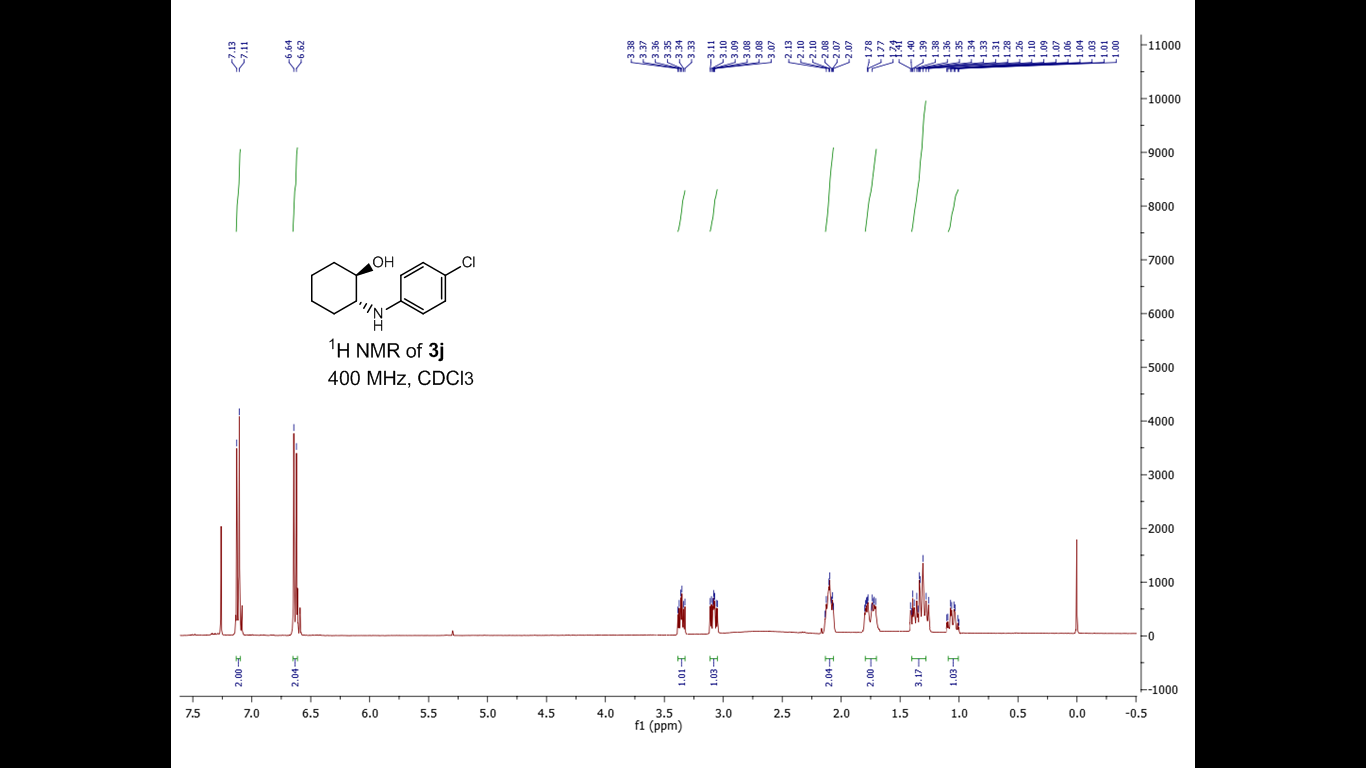 7.13 7.11 6.64 6.62 3.38 3.37 3.36 3.35 3.34 3.33 3.11 3.10 3.09 3.08 3.08 3.07 2.13 2.10 2.10 2.08 2.07 2.07 1.78 1.77 1.74 1.41 1.40 1.39 1.38 1.36 1.35 1.34 1.33 1.31 1.28 1.26 1.10 1.09 1.07 1.06 1.04 1.03 1.01 1.00
11000
10000
9000
8000
7000
6000
5000
4000
3000
2000
1000
0
-1000
OH
Cl
N
H
¹H NMR of 3j
400 MHz, CDCl3
2.00 2.04 1.01 1.03 2.04 2.00 3.17 1.03
7.5 7.0 6.5 6.0 5.5 5.0 4.5 4.0 3.5 3.0 2.5 2.0 1.5 1.0 0.5 0.0 -0.5
f1 (ppm)